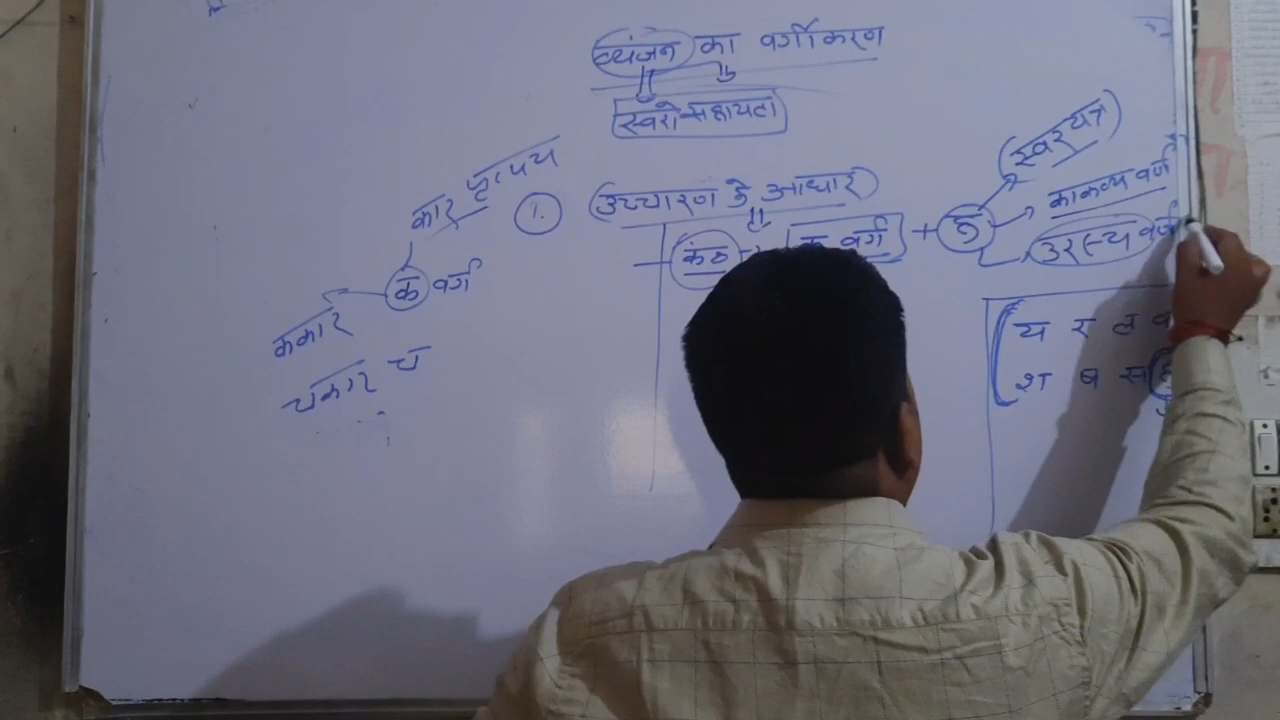 व्यंजन का वर्गीकरण
स्वरो सहायता
1. उच्चारण के आधार
कंठ क वर्ग +
स्वर यंत्र
काकल्य वर्ण
उरस्य वर्ण
कार प्रत्यय
क वर्ग
ककार
चकार च
य र ल व
श ष स ह